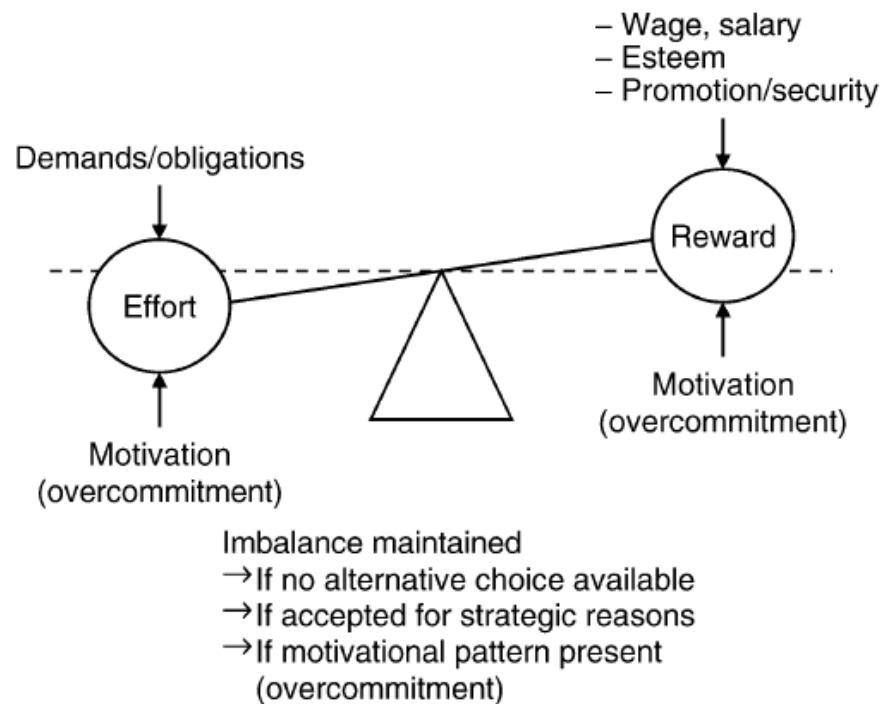 – Wage, salary
– Esteem
– Promotion/security
Demands/obligations
Reward
Effort
Motivation
(overcommitment)
Motivation
(overcommitment)
Imbalance maintained
→If no alternative choice available
→If accepted for strategic reasons
→If motivational pattern present
(overcommitment)